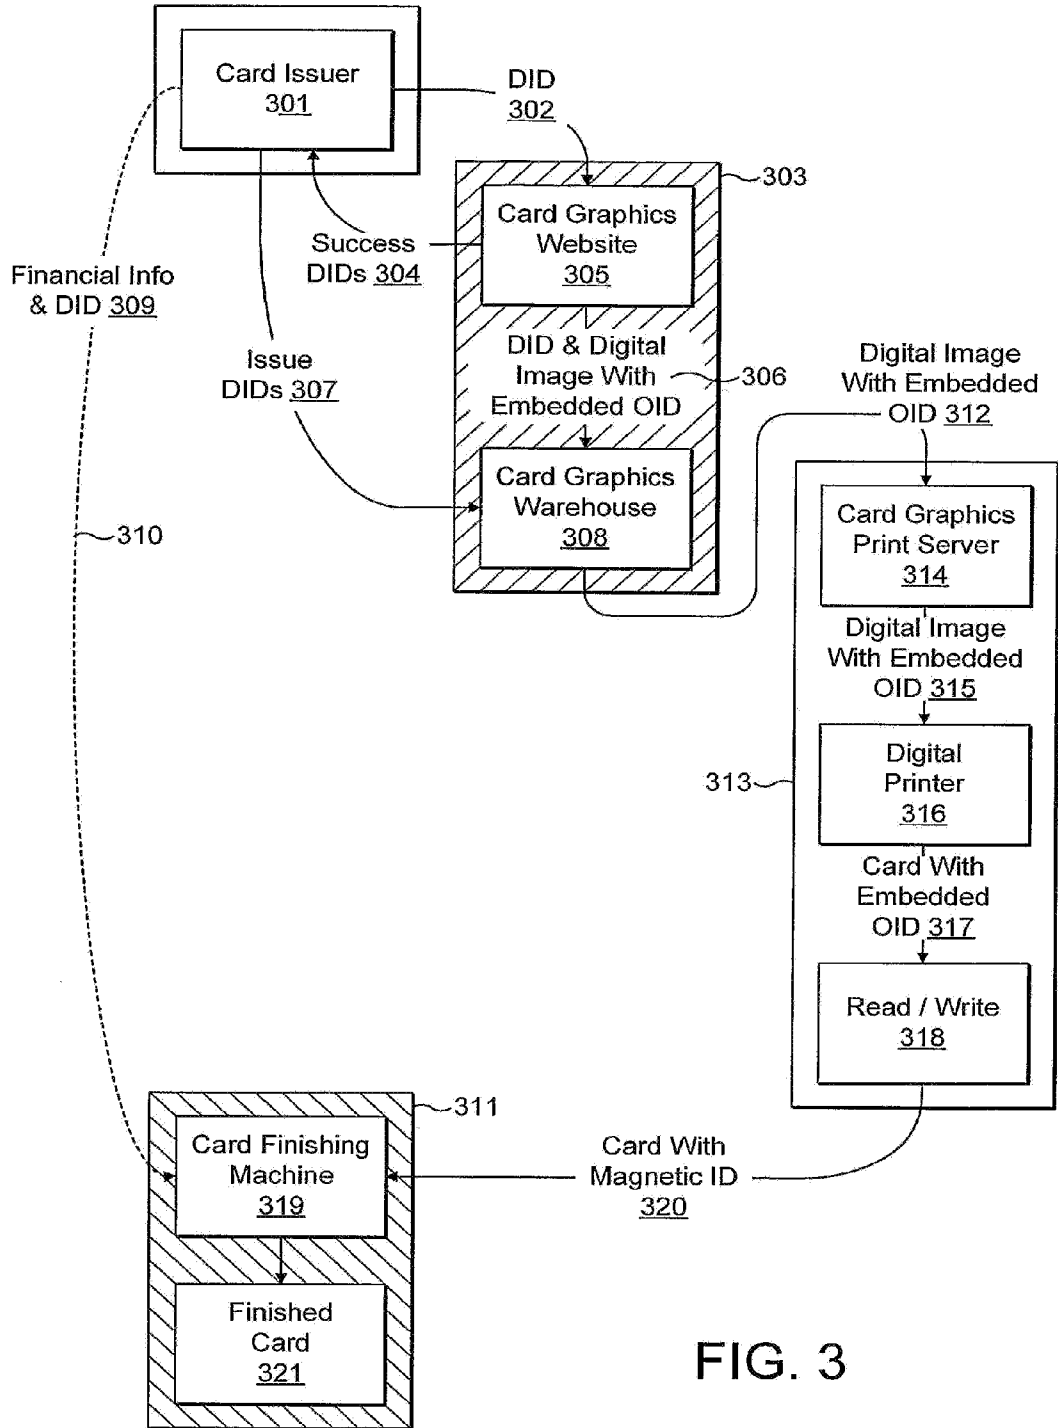 Card Issuer
301
DID
302
303
Card Graphics
Website
305
Success
DIDs 304
Financial Info
& DID 309
Issue
DIDs 307
DID & Digital
Image With
Embedded OID
306
Digital Image
With Embedded
OID 312
Card Graphics
Warehouse
308
310
Card Graphics
Print Server
314
Digital Image
With Embedded
OID 315
313
Digital
Printer
316
Card With
Embedded
OID 317
Read / Write
318
311
Card Finishing
Machine
319
Card With
Magnetic ID
320
Finished
Card
321
FIG. 3